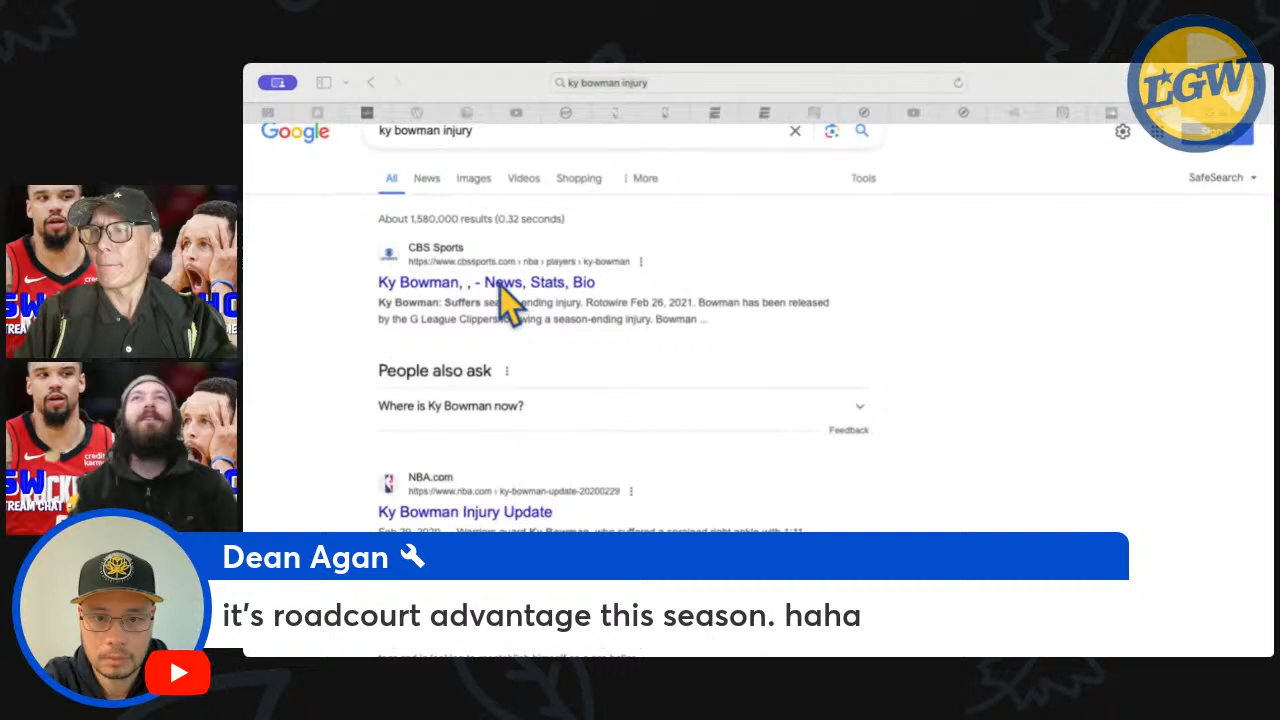 ky bowman injury
LGW
Google
ky bowman injury
All News Images Videos Shopping More Tools SafeSearch
About 1,580,000 results (0.32 seconds)
CBS Sports
https://www.cbssports.com › nba › players › ky-bowman
Ky Bowman, , - News, Stats, Bio
Ky Bowman: Suffers ending injury. Rotowire Feb 26, 2021. Bowman has been released
by the G League Clippers a season-ending injury. Bowman ...
People also ask
Where is Ky Bowman now?
Feedback
NBA.com
https://www.nba.com › ky-bowman-update-20200229
Ky Bowman Injury Update
STREAM CHAT
Dean Agan
it's roadcourt advantage this season. haha